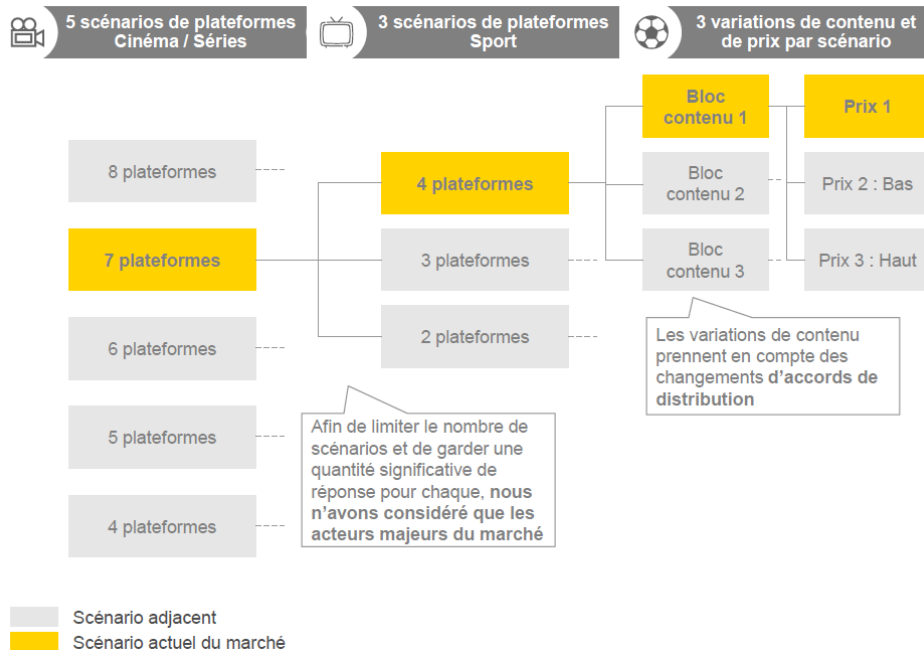 5 scénarios de plateformes
Cinéma / Séries
3 scénarios de plateformes
Sport
3 variations de contenu et
de prix par scénario
8 plateformes
7 plateformes
6 plateformes
5 plateformes
4 plateformes
4 plateformes
3 plateformes
2 plateformes
Bloc
contenu 1
Bloc
contenu 2
Bloc
contenu 3
Prix 1
Prix 2 : Bas
Prix 3 : Haut
Les variations de contenu
prennent en compte des
changements d'accords de
distribution
Afin de limiter le nombre de
scénarios et de garder une
quantité significative de
réponse pour chaque, nous
n'avons considéré que les
acteurs majeurs du marché
Scénario adjacent
Scénario actuel du marché